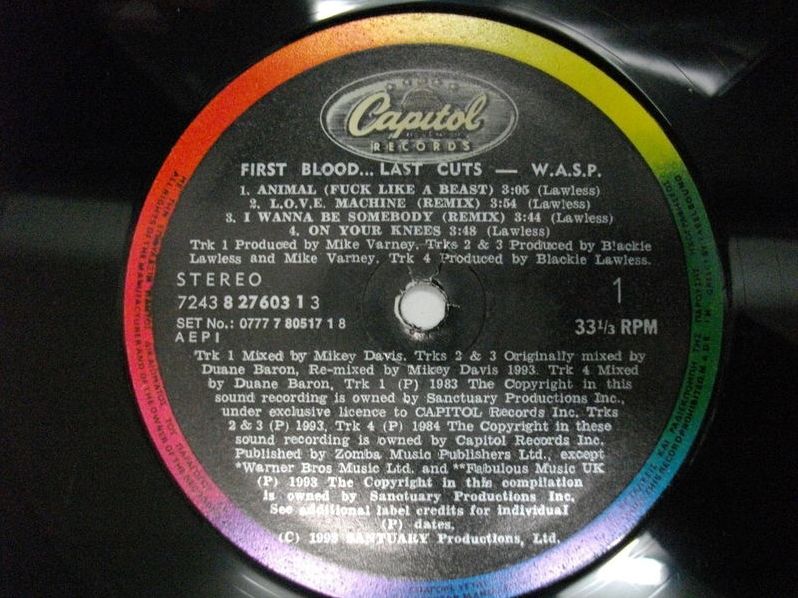 Capitol
RECORDS
FIRST BLOOD... LAST CUTS — W.A.S.P.
1. ANIMAL (FUCK LIKE A BEAST) 3:05 (Lawless)
2. L.O.V.E. MACHINE (REMIX) 3:54 (Lawless)
3. I WANNA BE SOMEBODY (REMIX) 3:44 (Lawless)
4. ON YOUR KNEES 3:48 (Lawless)
Trk 1 Produced by Mike Varney. Trks 2 & 3 Produced by Blackie
Lawless and Mike Varney. Trk 4 Produced by Blackie Lawless.
STEREO
7243 8 27603 1 3
1
SET No.: 0777 7 80517 1 8
33 1/3 RPM
AEPI
Trk 1 Mixed by Mikey Davis. Trks 2 & 3 Originally mixed by
Duane Baron, Re-mixed by Mikey Davis 1993. Trk 4 Mixed
by Duane Baron, Trk 1 (P) 1983 The Copyright in this
sound recording is owned by Sanctuary Productions Inc.,
under exclusive licence to CAPITOL Records Inc. Trks
2 & 3 (P) 1993, Trk 4 (P) 1984 The Copyright in these
sound recording is owned by Capitol Records Inc.
Published by Zomba Music Publishers Ltd., except
*Warner Bros Music Ltd. and **Fabulous Music UK
(P) 1993 The Copyright in this compilation
is owned by Sanctuary Productions Inc.
See additional label credits for individual
(P) dates.
(C) 1993 SANTUARY Productions, Ltd.